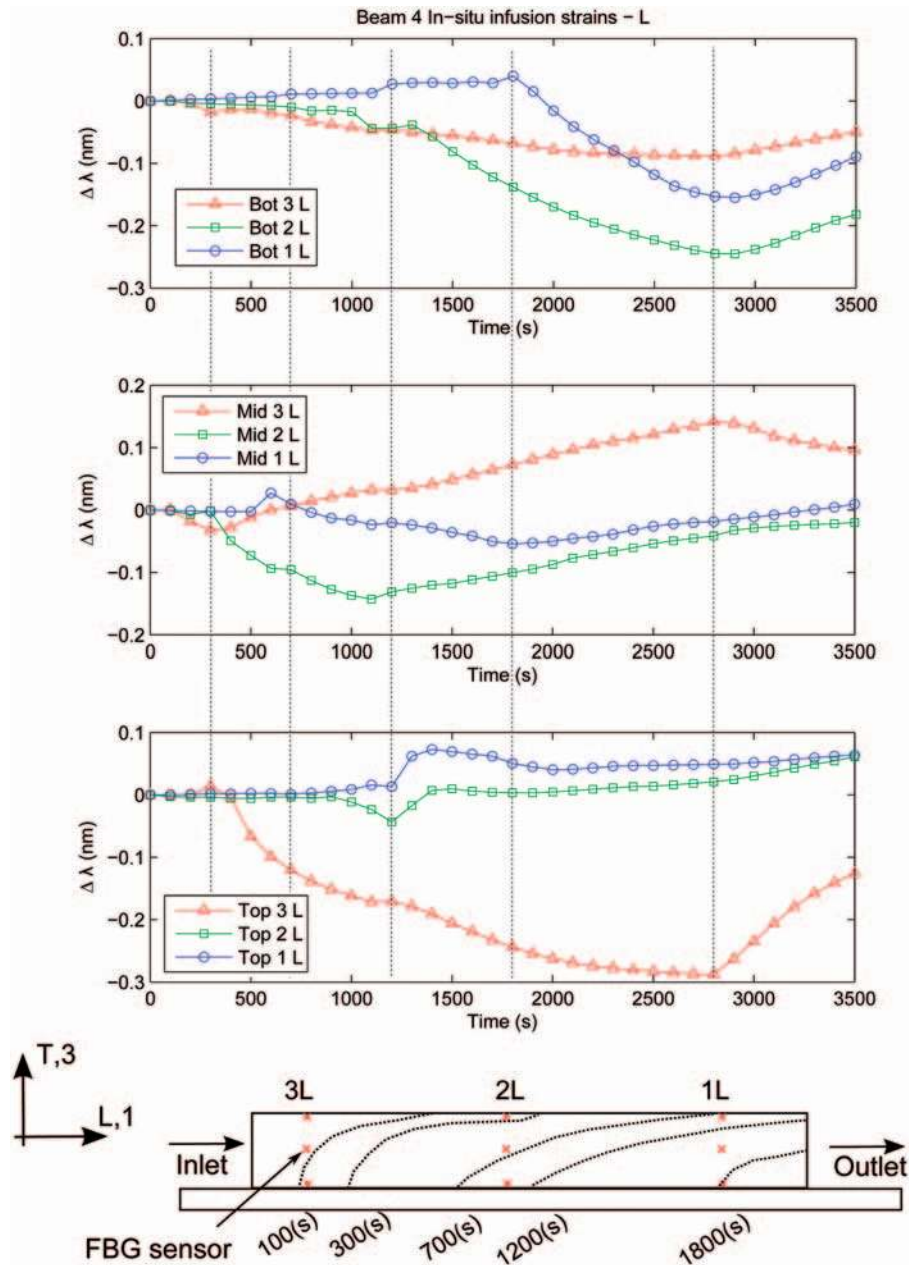 Beam 4 In-situ infusion strains – L
0.1
0
−0.1
−0.2
−0.3
Δ λ (nm)
Bot 3 L
Bot 2 L
Bot 1 L
0 500 1000 1500 2000 2500 3000 3500
Time (s)
0.2
0.1
0
−0.1
−0.2
Δ λ (nm)
Mid 3 L
Mid 2 L
Mid 1 L
0 500 1000 1500 2000 2500 3000 3500
Time (s)
0.1
0
−0.1
−0.2
−0.3
Δ λ (nm)
Top 3 L
Top 2 L
Top 1 L
0 500 1000 1500 2000 2500 3000 3500
Time (s)
T,3
L,1
3L 2L 1L
Inlet
Outlet
FBG sensor
100(s) 300(s) 700(s) 1200(s) 1800(s)